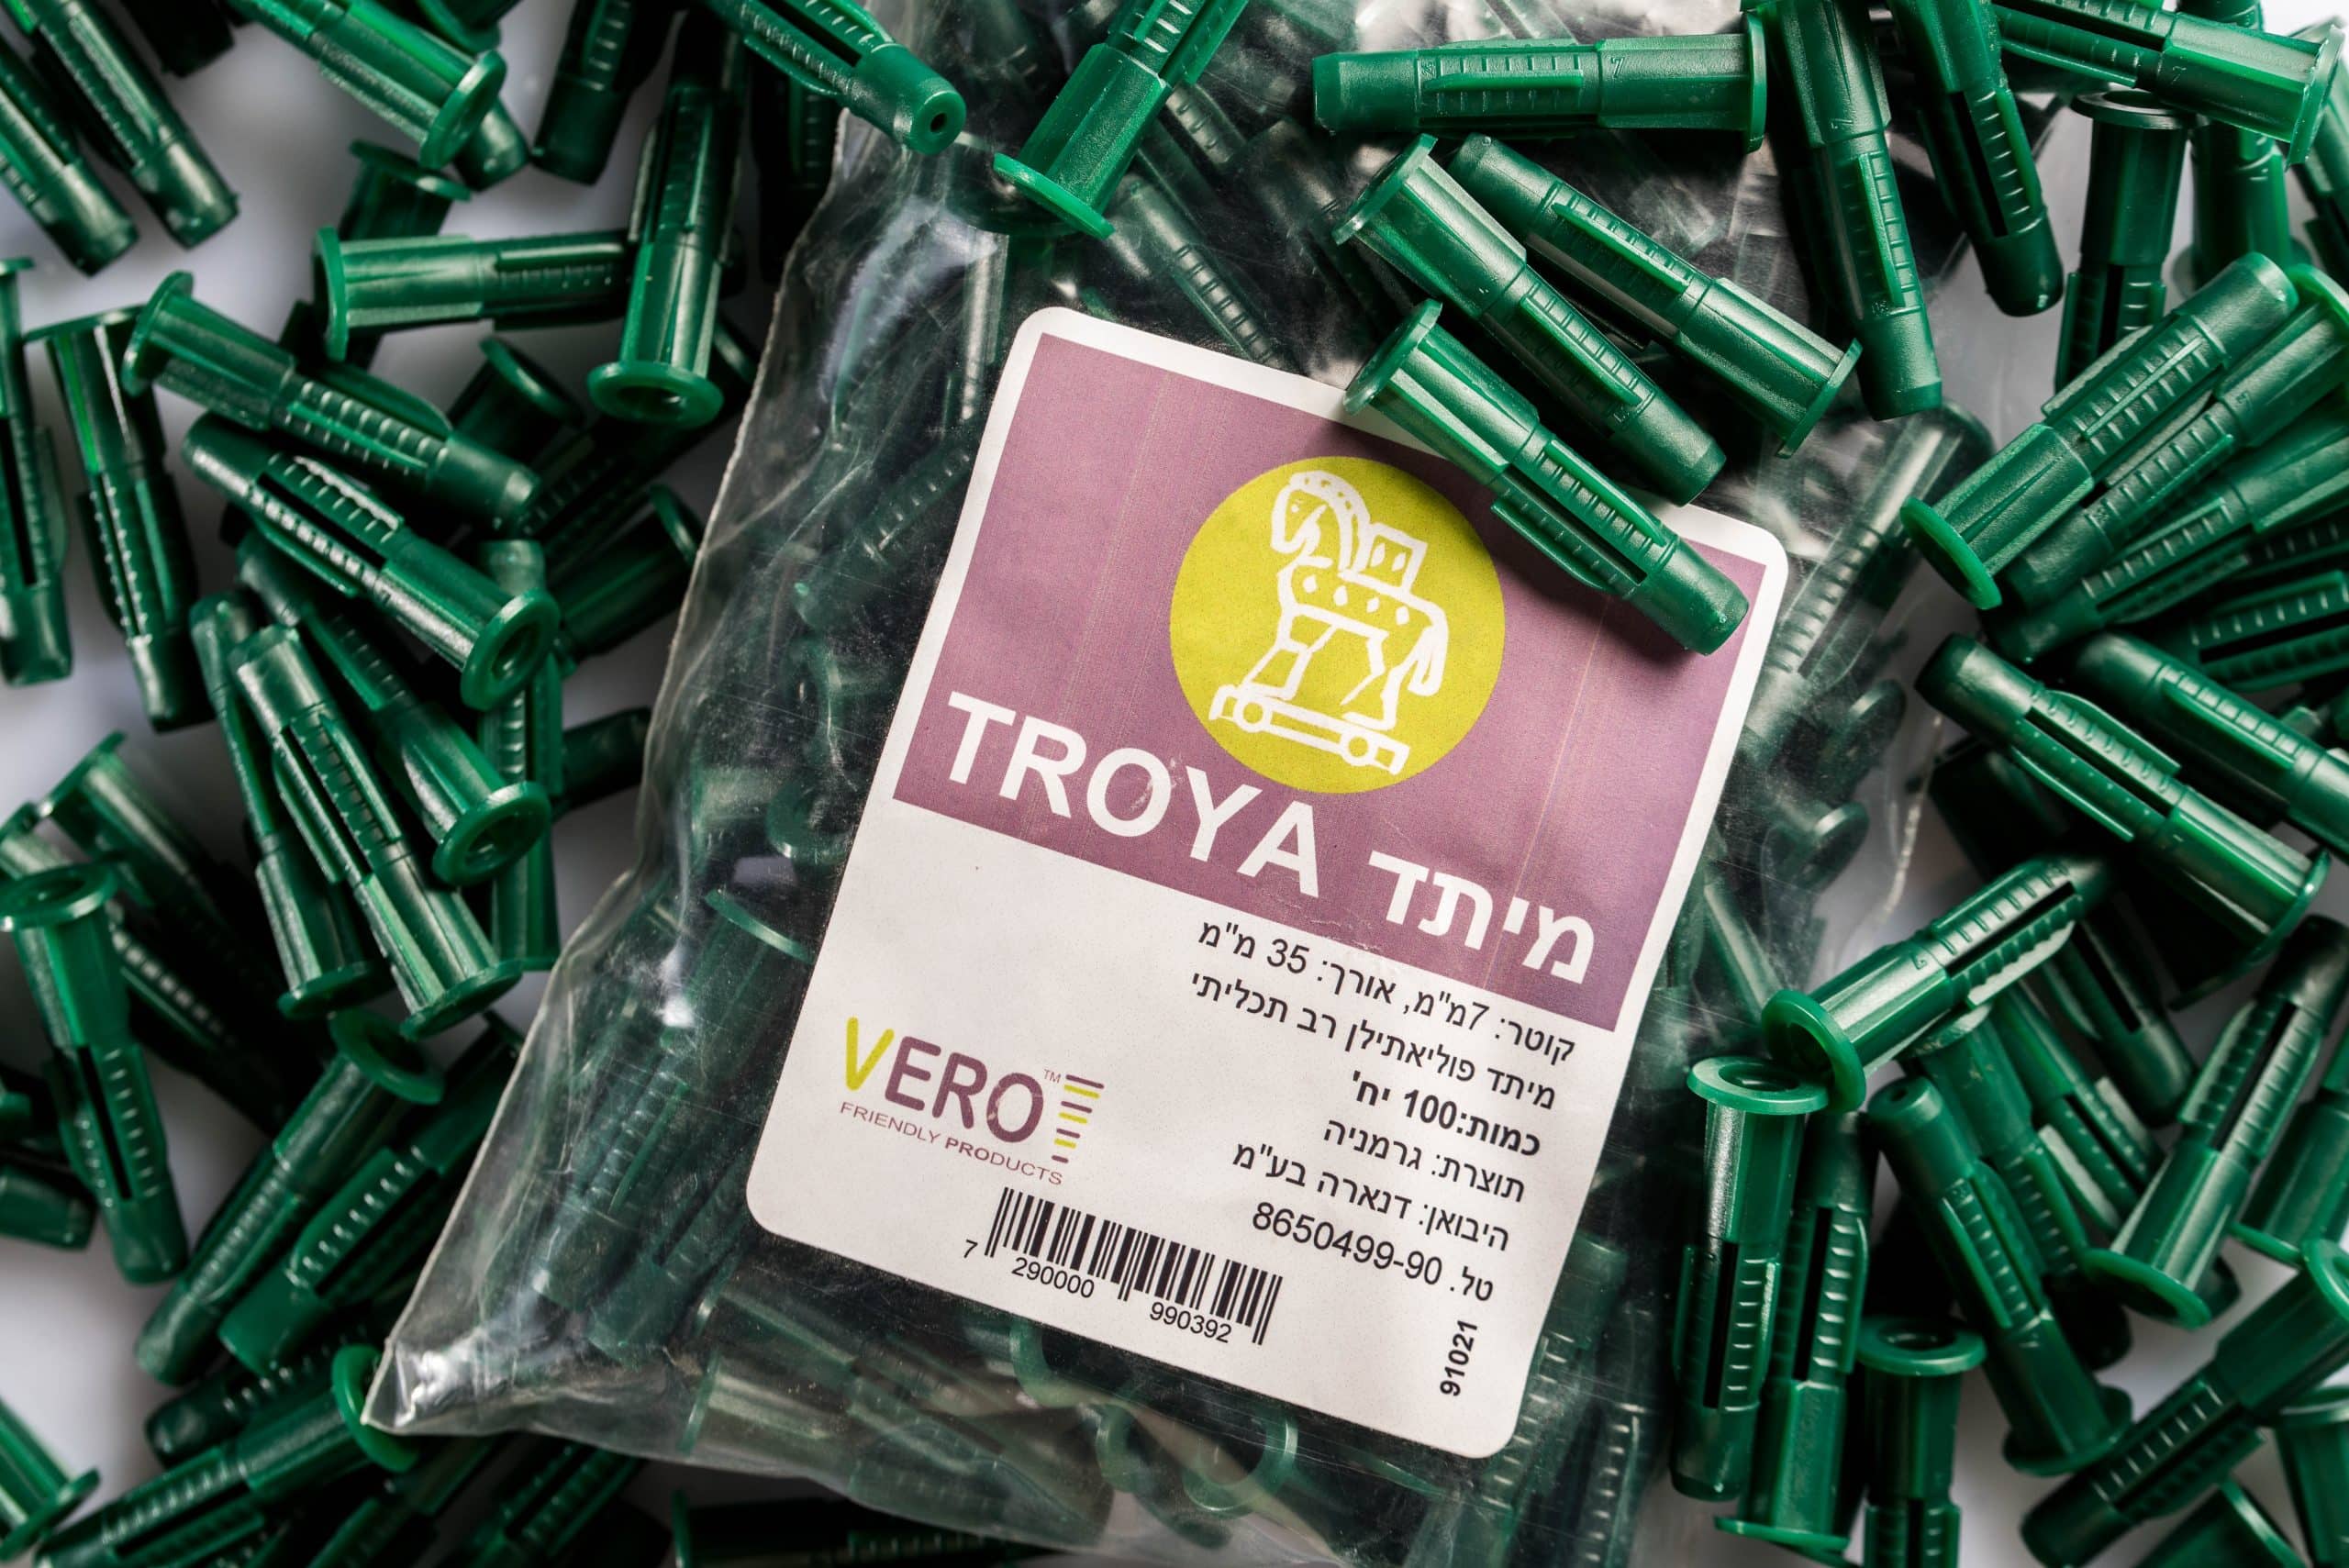 TROYA מיתד
קוטר: 7מ"מ, אורך: 35 מ"מ
מיתד פוליאתילן רב תכליתי
כמות:100 יח'
תוצרת: גרמניה
היבואן: דנארה בע"מ
טל. 8650499-90
VERO™
FRIENDLY PRODUCTS
7 290000 990392
91021